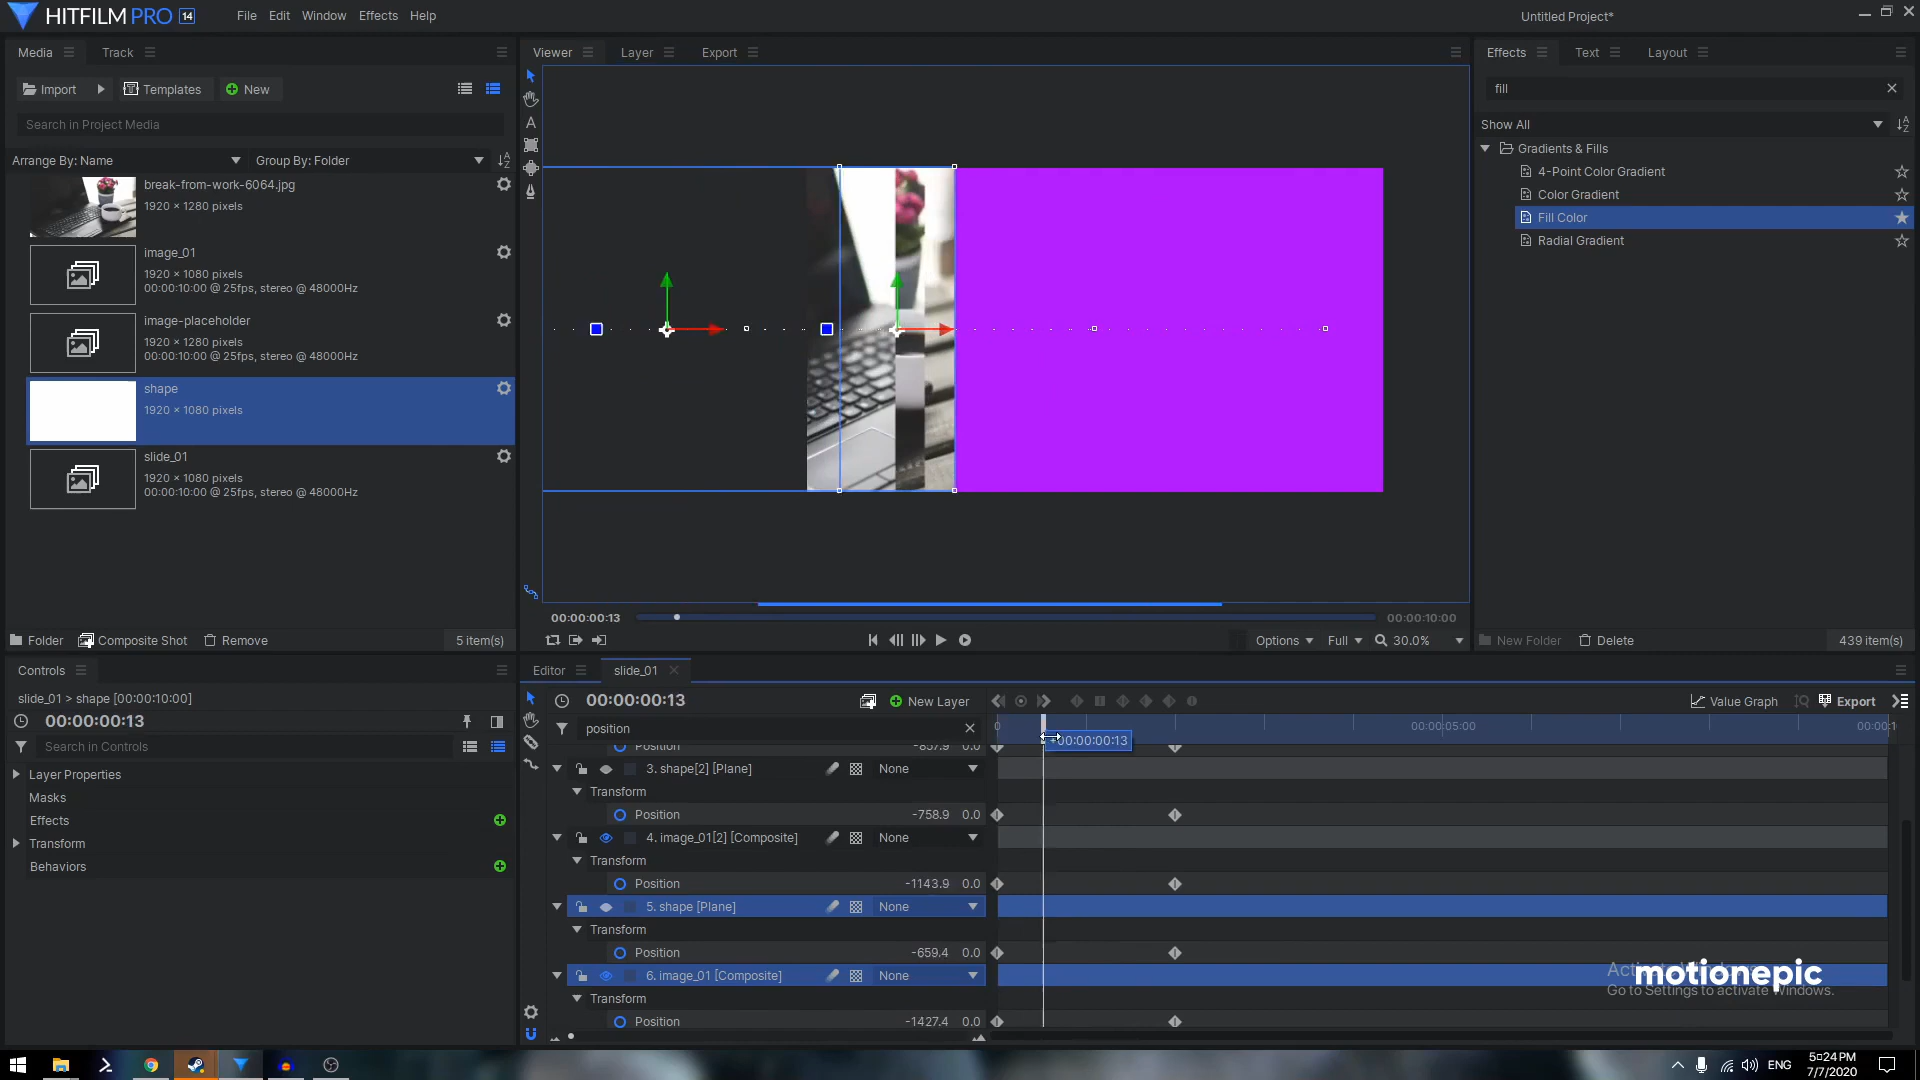 HITFILM PRO 14
File Edit Window Effects Help
Untitled Project*
Media Track
Viewer Layer Export
Effects Text Layout
Import Templates New
fill
Search in Project Media
Show All
Arrange By: Name Group By: Folder
Gradients & Fills
4-Point Color Gradient
Color Gradient
Fill Color
Radial Gradient
break-from-work-6064.jpg
1920 × 1280 pixels
image_01
1920 × 1080 pixels
00:00:10:00 @ 25fps, stereo @ 48000Hz
image-placeholder
1920 × 1280 pixels
00:00:10:00 @ 25fps, stereo @ 48000Hz
shape
1920 × 1080 pixels
slide_01
1920 × 1080 pixels
00:00:10:00 @ 25fps, stereo @ 48000Hz
00:00:00:13
00:00:10:00
Folder Composite Shot Remove 5 item(s)
Options Full 30.0%
New Folder Delete 439 item(s)
Controls
Editor slide_01
slide_01 > shape [00:00:10:00]
00:00:00:13
Search in Controls
Layer Properties
Masks
Effects
Transform
Behaviors
00:00:00:13 New Layer
Value Graph Export
position
0 00:00:05:00 00:00:1
+00:00:00:13
Position -857.9 0.0
3. shape[2] [Plane] None
Transform
Position -758.9 0.0
4. image_01[2] [Composite] None
Transform
Position -1143.9 0.0
5. shape [Plane] None
Transform
Position -659.4 0.0
6. image_01 [Composite] None
Transform
Position -1427.4 0.0
motionepic
Go to Settings to activate Windows.
ENG
5:24 PM
7/7/2020